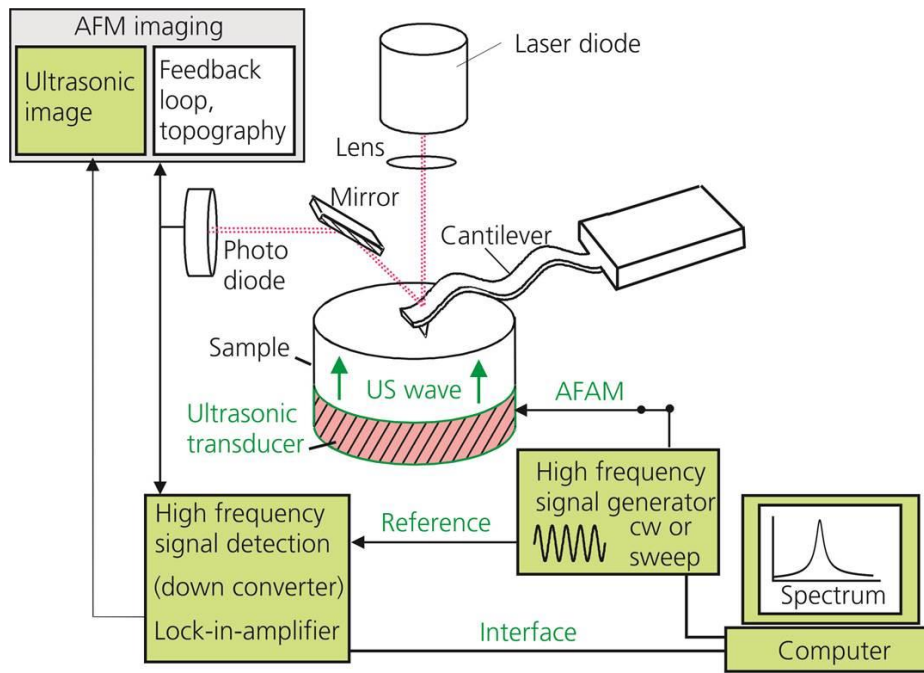 AFM imaging
Ultrasonic
image
Feedback
loop,
topography
Laser diode
Lens
Mirror
Cantilever
Photo
diode
Sample
US wave
AFAM
Ultrasonic
transducer
High frequency
signal generator
cw or
sweep
High frequency
signal detection
(down converter)
Lock-in-amplifier
Reference
Spectrum
Interface
Computer